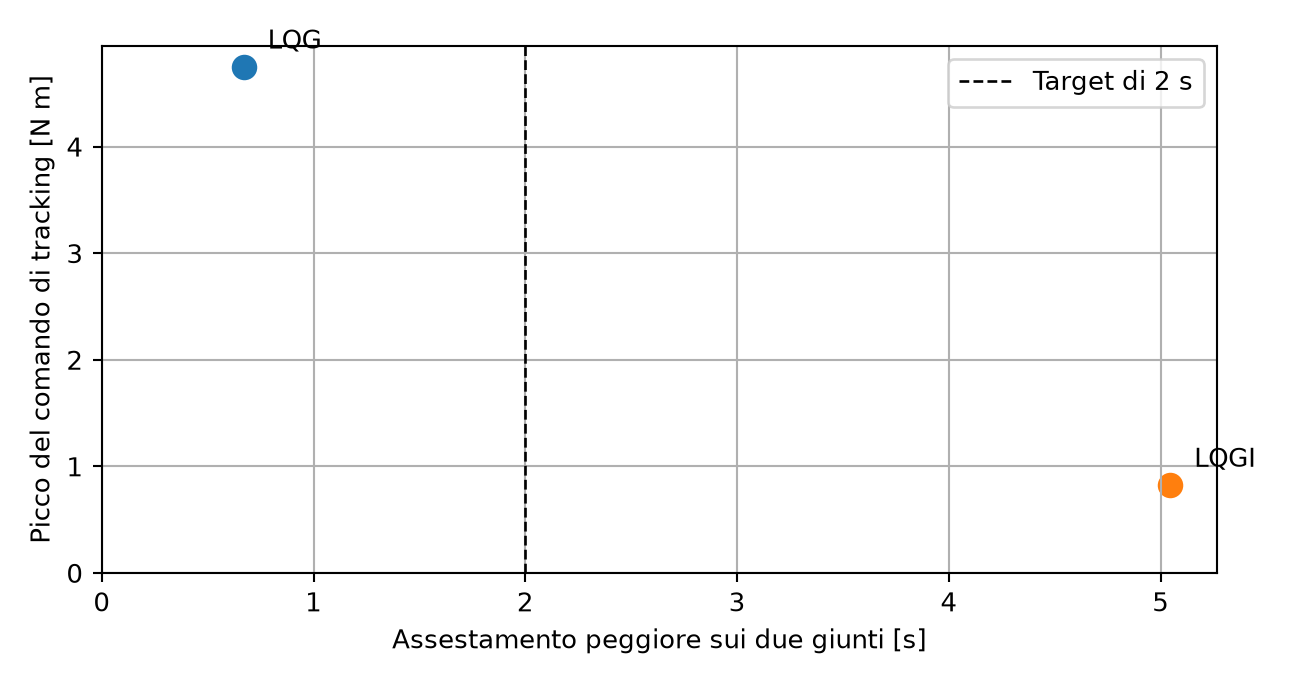 LQG
Target di 2 s
Picco del comando di tracking [N m]
4
3
2
1
0
LQGI
0 1 2 3 4 5
Assestamento peggiore sui due giunti [s]